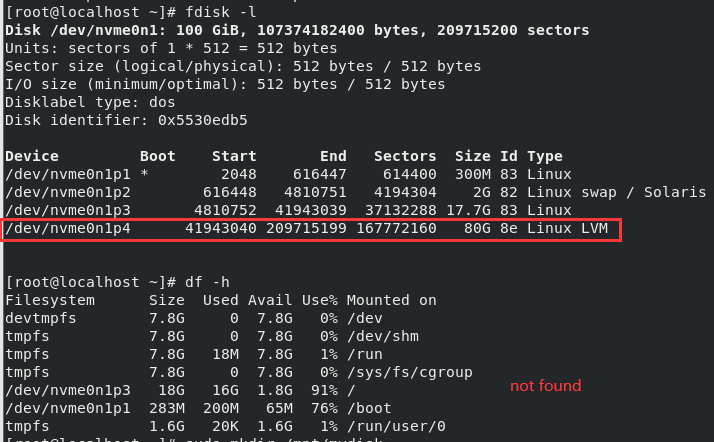 [root@localhost ~]# fdisk -l
Disk /dev/nvme0n1: 100 GiB, 107374182400 bytes, 209715200 sectors
Units: sectors of 1 * 512 = 512 bytes
Sector size (logical/physical): 512 bytes / 512 bytes
I/O size (minimum/optimal): 512 bytes / 512 bytes
Disklabel type: dos
Disk identifier: 0x5530edb5
Device         Boot    Start       End   Sectors  Size Id Type
/dev/nvme0n1p1 *        2048    616447    614400  300M 83 Linux
/dev/nvme0n1p2        616448   4810751   4194304    2G 82 Linux swap / Solaris
/dev/nvme0n1p3       4810752  41943039  37132288 17.7G 83 Linux
/dev/nvme0n1p4      41943040 209715199 167772160   80G 8e Linux LVM
[root@localhost ~]# df -h
Filesystem      Size  Used Avail Use% Mounted on
devtmpfs        7.8G     0  7.8G   0% /dev
tmpfs           7.8G     0  7.8G   0% /dev/shm
tmpfs           7.8G   18M  7.8G   1% /run
tmpfs           7.8G     0  7.8G   0% /sys/fs/cgroup
/dev/nvme0n1p3   18G   16G  1.8G  91% /
not found
/dev/nvme0n1p1  283M  200M   65M  76% /boot
tmpfs           1.6G   20K  1.6G   1% /run/user/0
[root@localhost ~]# sudo mkdir /mnt/mydisk